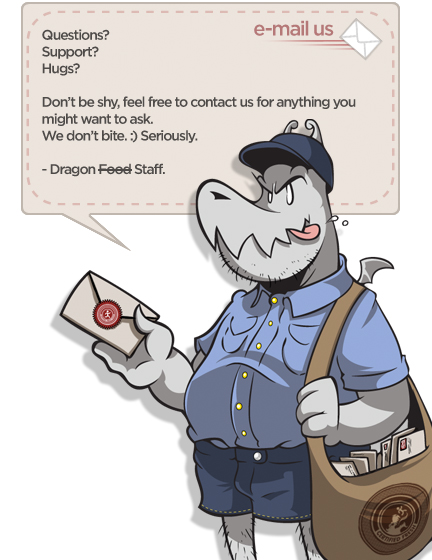 e-mail us
Questions?
Support?
Hugs?
Don't be shy, feel free to contact us for anything you
might want to ask.
We don't bite. :) Seriously.
- Dragon Food Staff.